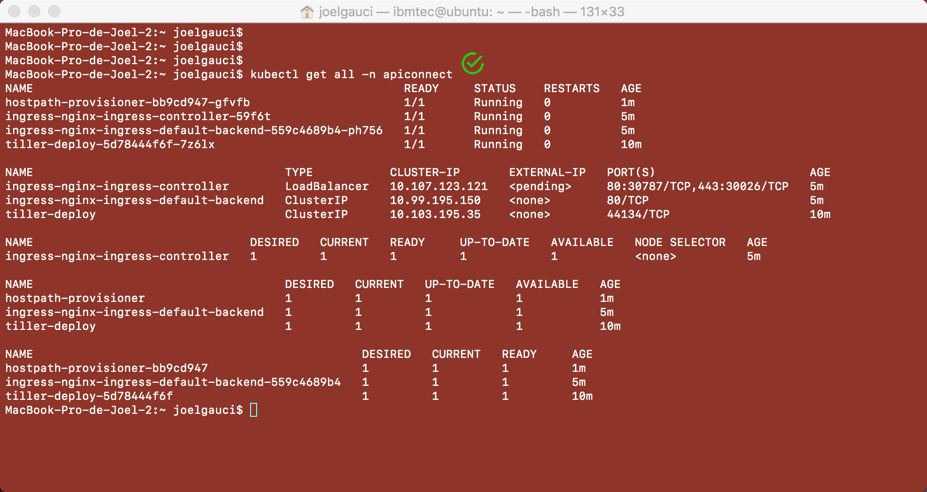 joelgauci — ibmtec@ubuntu: ~ — -bash — 131×33
MacBook-Pro-de-Joel-2:~ joelgauci$
MacBook-Pro-de-Joel-2:~ joelgauci$
MacBook-Pro-de-Joel-2:~ joelgauci$
MacBook-Pro-de-Joel-2:~ joelgauci$ kubectl get all -n apiconnect
NAME READY STATUS RESTARTS AGE
hostpath-provisioner-bb9cd947-gfvfb 1/1 Running 0 1m
ingress-nginx-ingress-controller-59f6t 1/1 Running 0 5m
ingress-nginx-ingress-default-backend-559c4689b4-ph756 1/1 Running 0 5m
tiller-deploy-5d78444f6f-7z6lx 1/1 Running 0 10m
NAME TYPE CLUSTER-IP EXTERNAL-IP PORT(S) AGE
ingress-nginx-ingress-controller LoadBalancer 10.107.123.121 <pending> 80:30787/TCP,443:30026/TCP 5m
ingress-nginx-ingress-default-backend ClusterIP 10.99.195.150 <none> 80/TCP 5m
tiller-deploy ClusterIP 10.103.195.35 <none> 44134/TCP 10m
NAME DESIRED CURRENT READY UP-TO-DATE AVAILABLE NODE SELECTOR AGE
ingress-nginx-ingress-controller 1 1 1 1 1 <none> 5m
NAME DESIRED CURRENT UP-TO-DATE AVAILABLE AGE
hostpath-provisioner 1 1 1 1 1m
ingress-nginx-ingress-default-backend 1 1 1 1 5m
tiller-deploy 1 1 1 1 10m
NAME DESIRED CURRENT READY AGE
hostpath-provisioner-bb9cd947 1 1 1 1m
ingress-nginx-ingress-default-backend-559c4689b4 1 1 1 5m
tiller-deploy-5d78444f6f 1 1 1 10m
MacBook-Pro-de-Joel-2:~ joelgauci$